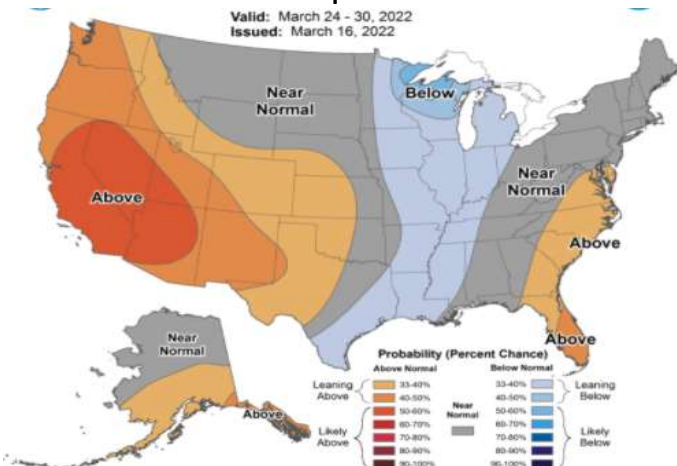 Valid: March 24 - 30, 2022
Issued: March 16, 2022
Near
Normal
Below
Above
Near
Normal
Above
Near
Normal
Above
Above
Probability (Percent Chance)
Above Normal
Below Normal
Leaning
Above
33-40%
40-50%
50-60%
60-70%
70-80%
80-90%
90-100%
Likely
Above
Near
Normal
33-40%
40-50%
50-60%
60-70%
70-80%
80-90%
90-100%
Leaning
Below
Likely
Below